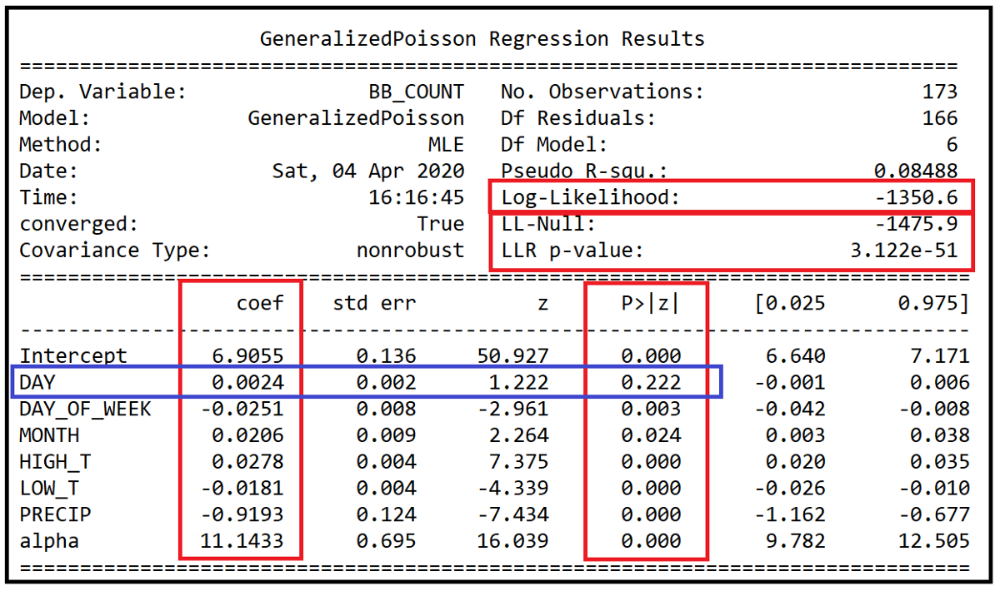 GeneralizedPoisson Regression Results
==============================================================================
Dep. Variable: BB_COUNT No. Observations: 173
Model: GeneralizedPoisson Df Residuals: 166
Method: MLE Df Model: 6
Date: Sat, 04 Apr 2020 Pseudo R-squ.: 0.08488
Time: 16:16:45 Log-Likelihood: -1350.6
converged: True LL-Null: -1475.9
Covariance Type: nonrobust LLR p-value: 3.122e-51
===============================================================================
coef std err z P>|z| [0.025 0.975]
-------------------------------------------------------------------------------
Intercept 6.9055 0.136 50.927 0.000 6.640 7.171
DAY 0.0024 0.002 1.222 0.222 -0.001 0.006
DAY_OF_WEEK -0.0251 0.008 -2.961 0.003 -0.042 -0.008
MONTH 0.0206 0.009 2.264 0.024 0.003 0.038
HIGH_T 0.0278 0.004 7.375 0.000 0.020 0.035
LOW_T -0.0181 0.004 -4.339 0.000 -0.026 -0.010
PRECIP -0.9193 0.124 -7.434 0.000 -1.162 -0.677
alpha 11.1433 0.695 16.039 0.000 9.782 12.505
===============================================================================